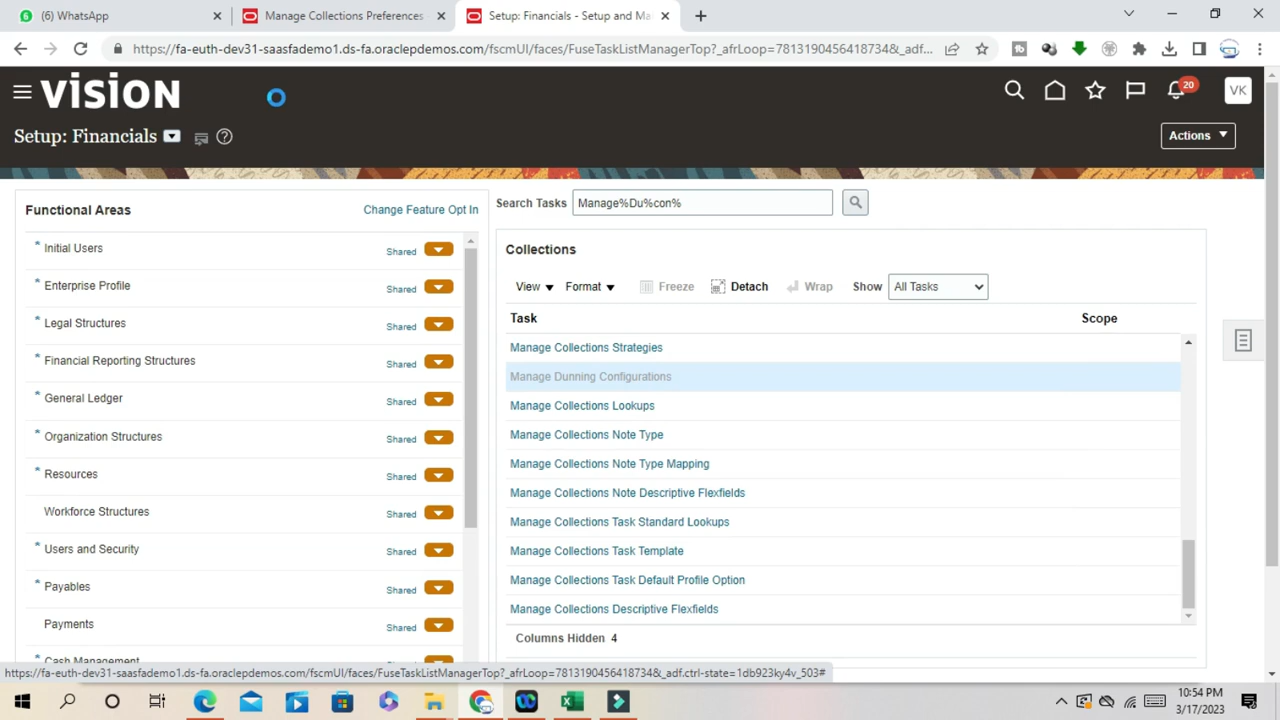 (6) WhatsApp
Manage Collections Preferences
Setup: Financials - Setup and Ma
https://fa-euth-dev31-saasfademo1.ds-fa.oraclepdemos.com/fscmUI/faces/FuseTaskListManagerTop?_afrLoop=7813190456418734&_adf...
VISION
20
VK
Setup: Financials
Actions
Functional Areas
Change Feature Opt In
Search Tasks
Manage%Du%con%
* Initial Users
Shared
* Enterprise Profile
Shared
* Legal Structures
Shared
* Financial Reporting Structures
Shared
* General Ledger
Shared
* Organization Structures
Shared
* Resources
Shared
Workforce Structures
Shared
* Users and Security
Shared
* Payables
Shared
Payments
Shared
* Cash Management
Collections
View
Format
Freeze
Detach
Wrap
Show
All Tasks
Task
Scope
Manage Collections Strategies
Manage Dunning Configurations
Manage Collections Lookups
Manage Collections Note Type
Manage Collections Note Type Mapping
Manage Collections Note Descriptive Flexfields
Manage Collections Task Standard Lookups
Manage Collections Task Template
Manage Collections Task Default Profile Option
Manage Collections Descriptive Flexfields
Columns Hidden 4
https://fa-euth-dev31-saasfademo1.ds-fa.oraclepdemos.com/fscmUI/faces/FuseTaskListManagerTop?_afrLoop=7813190456418734&_adf.ctrl-state=1db923ky4v_503#
10:54 PM
3/17/2023